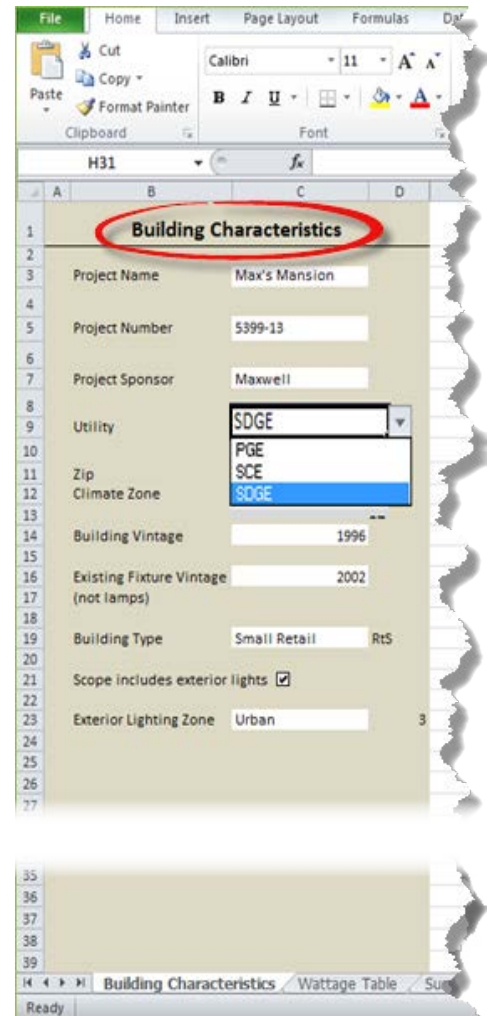 File Home Insert Page Layout Formulas
Cut
Copy
Format Painter
Paste
Calibri 11 A A
B I U A
Clipboard Font
H31 fx
A B C D
1 Building Characteristics
2
3 Project Name Max's Mansion
4
5 Project Number 5399-13
6
7 Project Sponsor Maxwell
8
9 Utility SDGE
10 PGE
11 Zip SCE
12 Climate Zone SDGE
13
14 Building Vintage 1996
15
16 Existing Fixture Vintage 2002
17 (not lamps)
18
19 Building Type Small Retail RtS
20
21 Scope includes exterior lights
22
23 Exterior Lighting Zone Urban 3
24
25
26
27
35
36
37
38
39
Building Characteristics Wattage Table
Ready